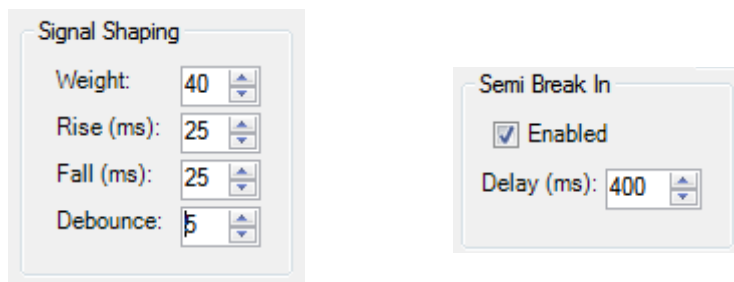 Signal Shaping
Weight: 40
Rise (ms): 25
Fall (ms): 25
Debounce: 5
Semi Break In
Enabled
Delay (ms): 400